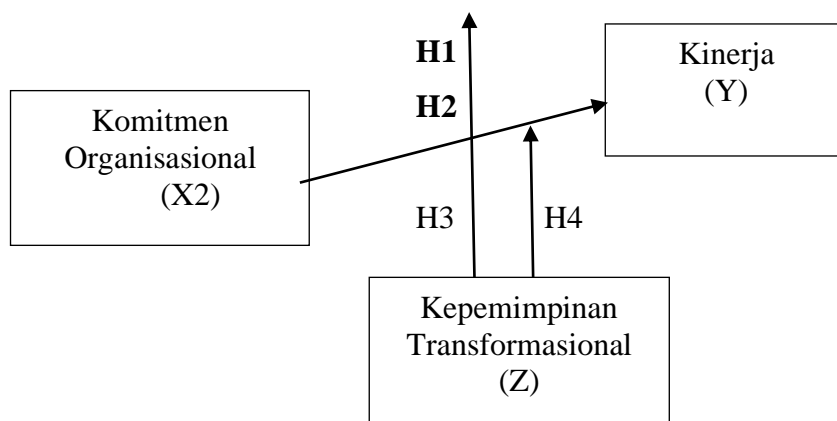 H1
Kinerja
(Y)
H2
Komitmen
Organisasional
(X2)
H3
H4
Kepemimpinan
Transformasional
(Z)